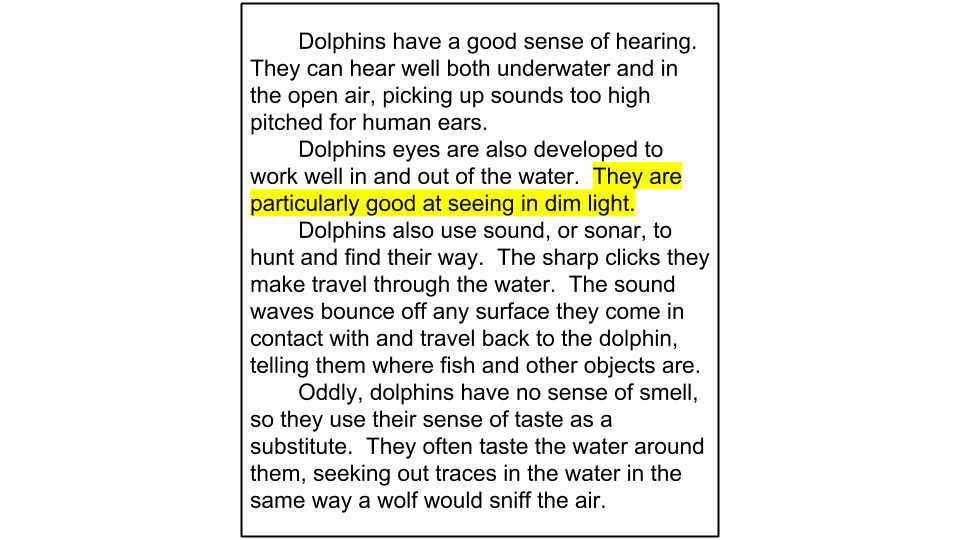 Dolphins have a good sense of hearing.
They can hear well both underwater and in
the open air, picking up sounds too high
pitched for human ears.
Dolphins eyes are also developed to
work well in and out of the water.  They are
particularly good at seeing in dim light.
Dolphins also use sound, or sonar, to
hunt and find their way.  The sharp clicks they
make travel through the water.  The sound
waves bounce off any surface they come in
contact with and travel back to the dolphin,
telling them where fish and other objects are.
Oddly, dolphins have no sense of smell,
so they use their sense of taste as a
substitute.  They often taste the water around
them, seeking out traces in the water in the
same way a wolf would sniff the air.